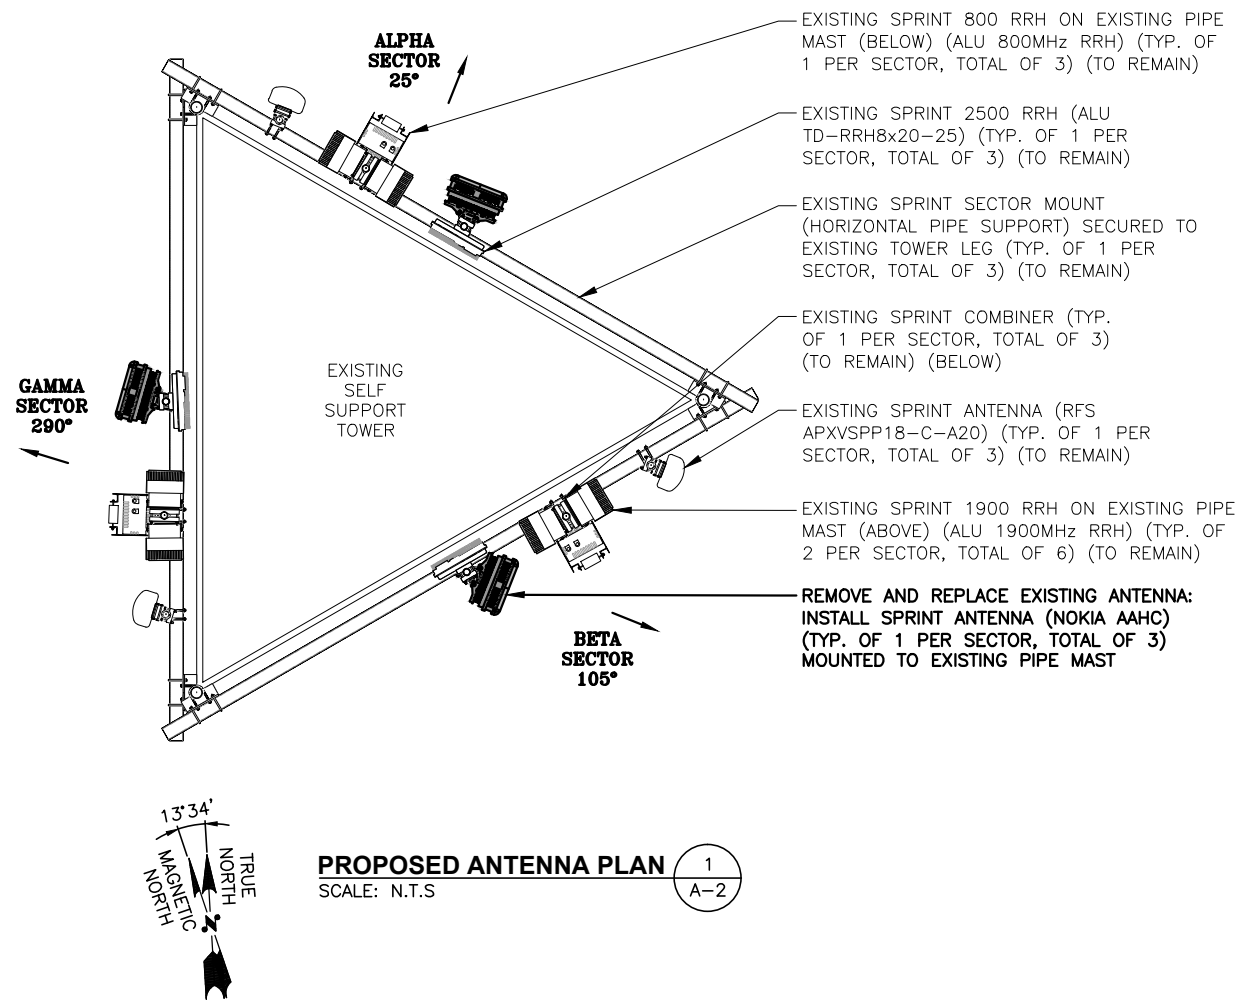 EXISTING SPRINT 800 RRH ON EXISTING PIPE
MAST (BELOW) (ALU 800MHz RRH) (TYP. OF
1 PER SECTOR, TOTAL OF 3) (TO REMAIN)
ALPHA
SECTOR
25°
EXISTING SPRINT 2500 RRH (ALU
TD-RRH8x20-25) (TYP. OF 1 PER
SECTOR, TOTAL OF 3) (TO REMAIN)
EXISTING SPRINT SECTOR MOUNT
(HORIZONTAL PIPE SUPPORT) SECURED TO
EXISTING TOWER LEG (TYP. OF 1 PER
SECTOR, TOTAL OF 3) (TO REMAIN)
EXISTING SPRINT COMBINER (TYP.
OF 1 PER SECTOR, TOTAL OF 3)
(TO REMAIN) (BELOW)
EXISTING
SELF
SUPPORT
TOWER
GAMMA
SECTOR
290°
EXISTING SPRINT ANTENNA (RFS
APXVSPP18-C-A20) (TYP. OF 1 PER
SECTOR, TOTAL OF 3) (TO REMAIN)
EXISTING SPRINT 1900 RRH ON EXISTING PIPE
MAST (ABOVE) (ALU 1900MHz RRH) (TYP. OF
2 PER SECTOR, TOTAL OF 6) (TO REMAIN)
REMOVE AND REPLACE EXISTING ANTENNA:
INSTALL SPRINT ANTENNA (NOKIA AAHC)
(TYP. OF 1 PER SECTOR, TOTAL OF 3)
MOUNTED TO EXISTING PIPE MAST
BETA
SECTOR
105°
13°34'
TRUE
NORTH
MAGNETIC
NORTH
N
PROPOSED ANTENNA PLAN
SCALE: N.T.S
1
A-2